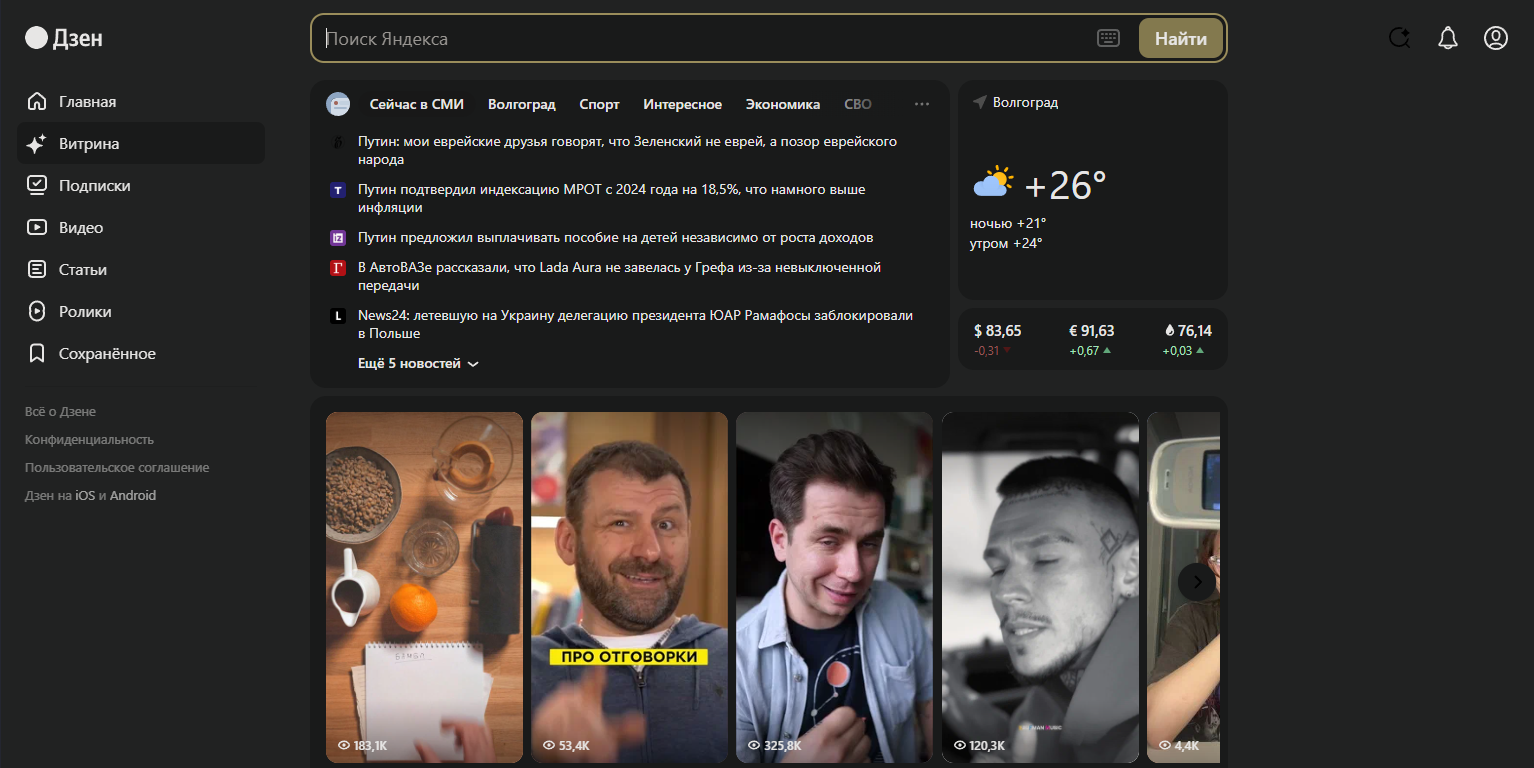 Дзен
Поиск Яндекса
Найти
Главная
Витрина
Подписки
Видео
Статьи
Ролики
Сохранённое
Всё о Дзене
Конфиденциальность
Пользовательское соглашение
Дзен на iOS и Android
Сейчас в СМИ Волгоград Спорт Интересное Экономика СВО
Путин: мои еврейские друзья говорят, что Зеленский не еврей, а позор еврейского
народа
Путин подтвердил индексацию МРОТ с 2024 года на 18,5%, что намного выше
инфляции
Путин предложил выплачивать пособие на детей независимо от роста доходов
В АвтоВАЗе рассказали, что Lada Aura не завелась у Грефа из-за невыключенной
передачи
News24: летевшую на Украину делегацию президента ЮАР Рамафосы заблокировали
в Польше
Ещё 5 новостей
Волгоград
+26°
ночью +21°
утром +24°
$ 83,65 € 91,63 76,14
-0,31 +0,67 +0,03
ПРО ОТГОВОРКИ
183,1K 53,4K 325,8K 120,3K 4,4K